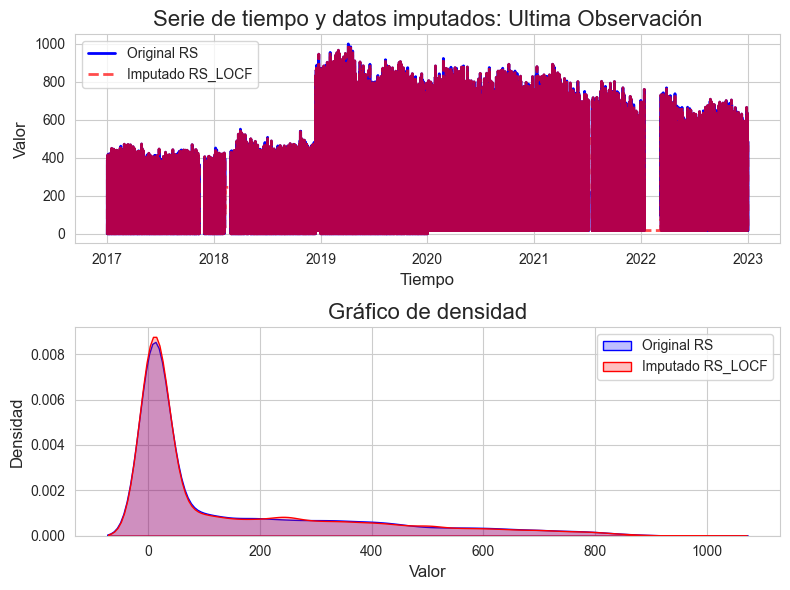 Serie de tiempo y datos imputados: Ultima Observación
Original RS
Imputado RS_LOCF
Valor
1000
800
600
400
200
0
2017
2018
2019
2020
2021
2022
2023
Tiempo
Gráfico de densidad
Original RS
Imputado RS_LOCF
Densidad
0.008
0.006
0.004
0.002
0.000
0
200
400
600
800
1000
Valor